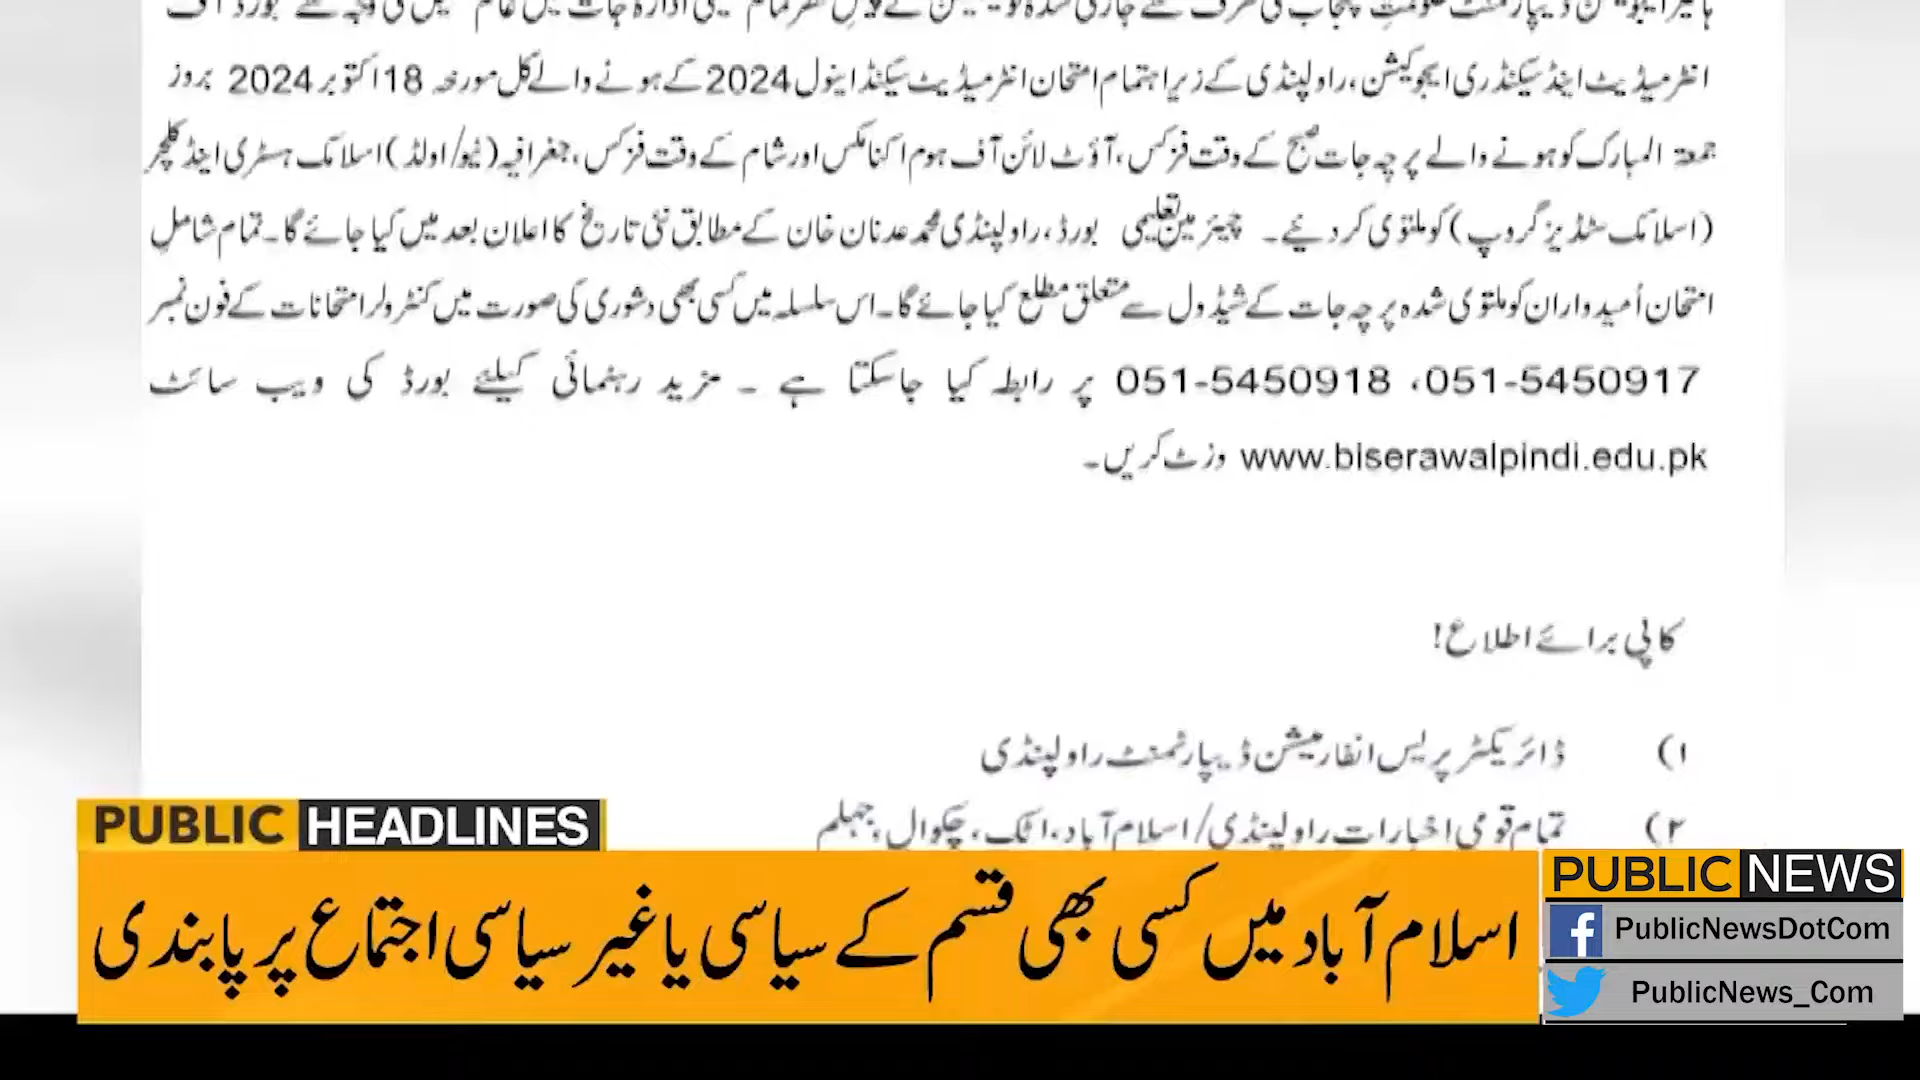 انٹرمیڈیٹ اینڈ سیکنڈری ایجوکیشن، راولپنڈی کے زیر اہتمام امتحان انٹرمیڈیٹ سیکنڈ اینول 2024 کے ہونے والے کل مورخہ 18 اکتوبر 2024 بروز
جمعۃ المبارک کو ہونے والے پرچہ جات صبح کے وقت فزکس، آؤٹ لائن آف ہوم اکنامکس اور شام کے وقت فزکس، جغرافیہ (نیو/اولڈ) اسلامک ہسٹری اینڈ کلچر
(اسلامک سٹڈیز گروپ) کو ملتوی کر دیئے۔ چیئرمین تعلیمی بورڈ، راولپنڈی محمد عدنان خان کے مطابق نئی تاریخ کا اعلان بعد میں کیا جائے گا۔ تمام شامل
امتحان اُمیدواران کو ملتوی شدہ پرچہ جات کے شیڈول سے متعلق مطلع کیا جائے گا۔ اس سلسلہ میں کسی بھی دشوری کی صورت میں کنٹرولر امتحانات کے فون نمبر
051-5450917، 051-5450918 پر رابطہ کیا جاسکتا ہے ۔ مزید رہنمائی کیلئے بورڈ کی ویب سائٹ
www.biserawalpindi.edu.pk وزٹ کریں۔
کاپی برائے اطلاع!
۱) ڈائریکٹر پریس انفارمیشن ڈیپارٹمنٹ راولپنڈی
۲) تمام قومی اخبارات راولپنڈی/اسلام آباد، اٹک، چکوال، جہلم
PUBLIC HEADLINES
اسلام آباد میں کسی بھی قسم کے سیاسی یا غیر سیاسی اجتماع پر پابندی
PUBLIC NEWS
PublicNewsDotCom
PublicNews_Com